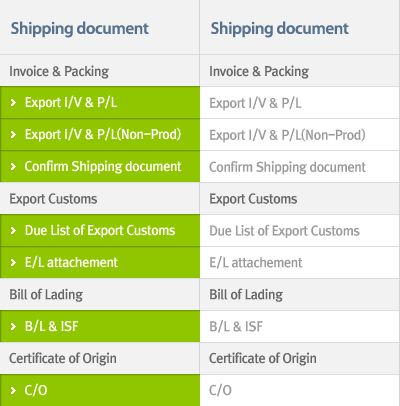 Shipping document
Invoice & Packing
Export I/V & P/L
Export I/V & P/L(Non-Prod)
Confirm Shipping document
Export Customs
Due List of Export Customs
E/L attachement
Bill of Lading
B/L & ISF
Certificate of Origin
C/O
Shipping document
Invoice & Packing
Export I/V & P/L
Export I/V & P/L(Non-Prod)
Confirm Shipping document
Export Customs
Due List of Export Customs
E/L attachement
Bill of Lading
B/L & ISF
Certificate of Origin
C/O